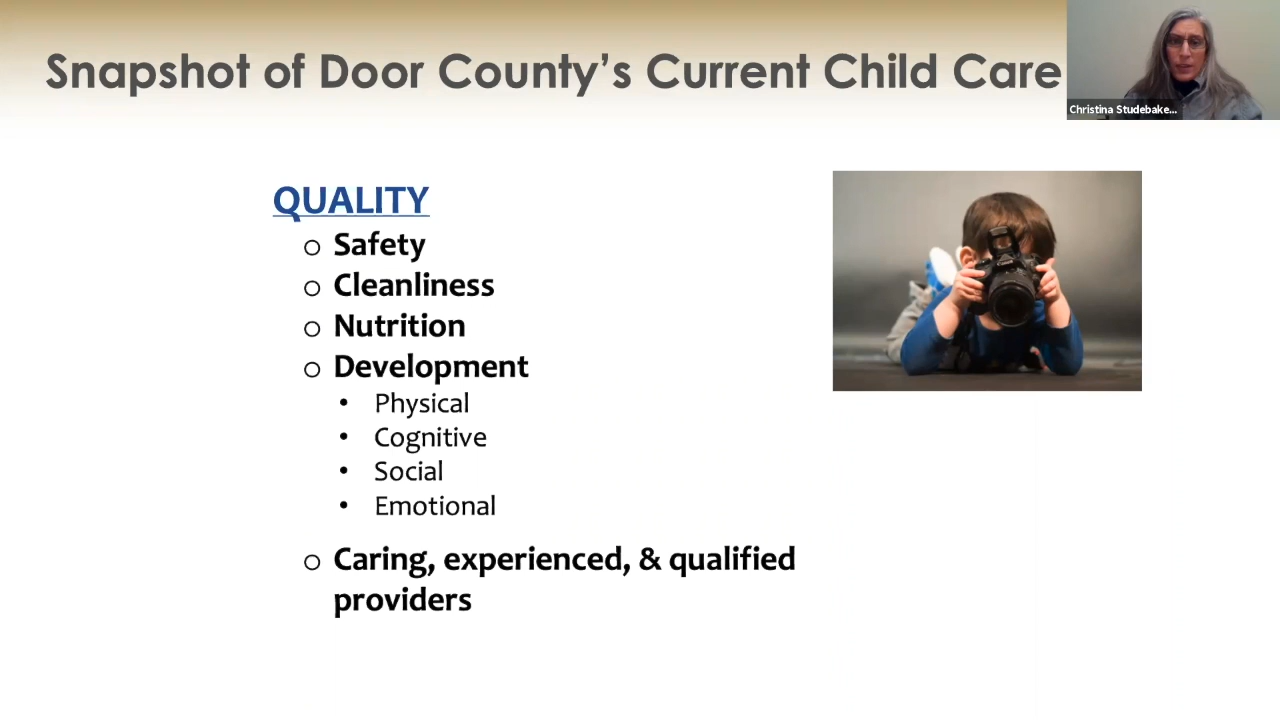 Snapshot of Door County's Current Child Care
Christina Studebake...
QUALITY
o Safety
o Cleanliness
o Nutrition
o Development
• Physical
• Cognitive
• Social
• Emotional
o Caring, experienced, & qualified
providers